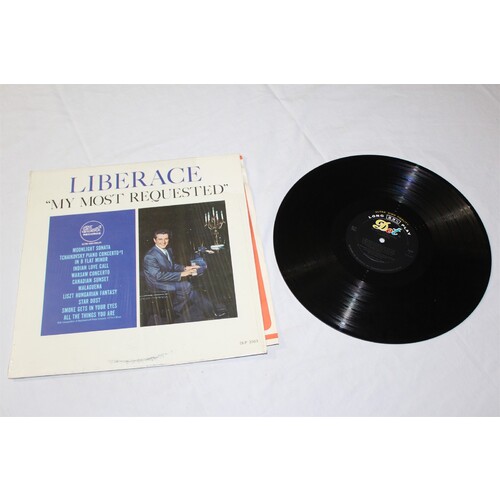 LIBERACE
"MY MOST REQUESTED"
Dot
MOONLIGHT SONATA
TCHAIKOVSKY PIANO CONCERTO #1
IN B FLAT MINOR
INDIAN LOVE CALL
WARSAW CONCERTO
CANADIAN SUNSET
MALAGUENA
LISZT HUNGARIAN FANTASY
STAR DUST
SMOKE GETS IN YOUR EYES
ALL THE THINGS YOU ARE
LONG PLAY
Dot